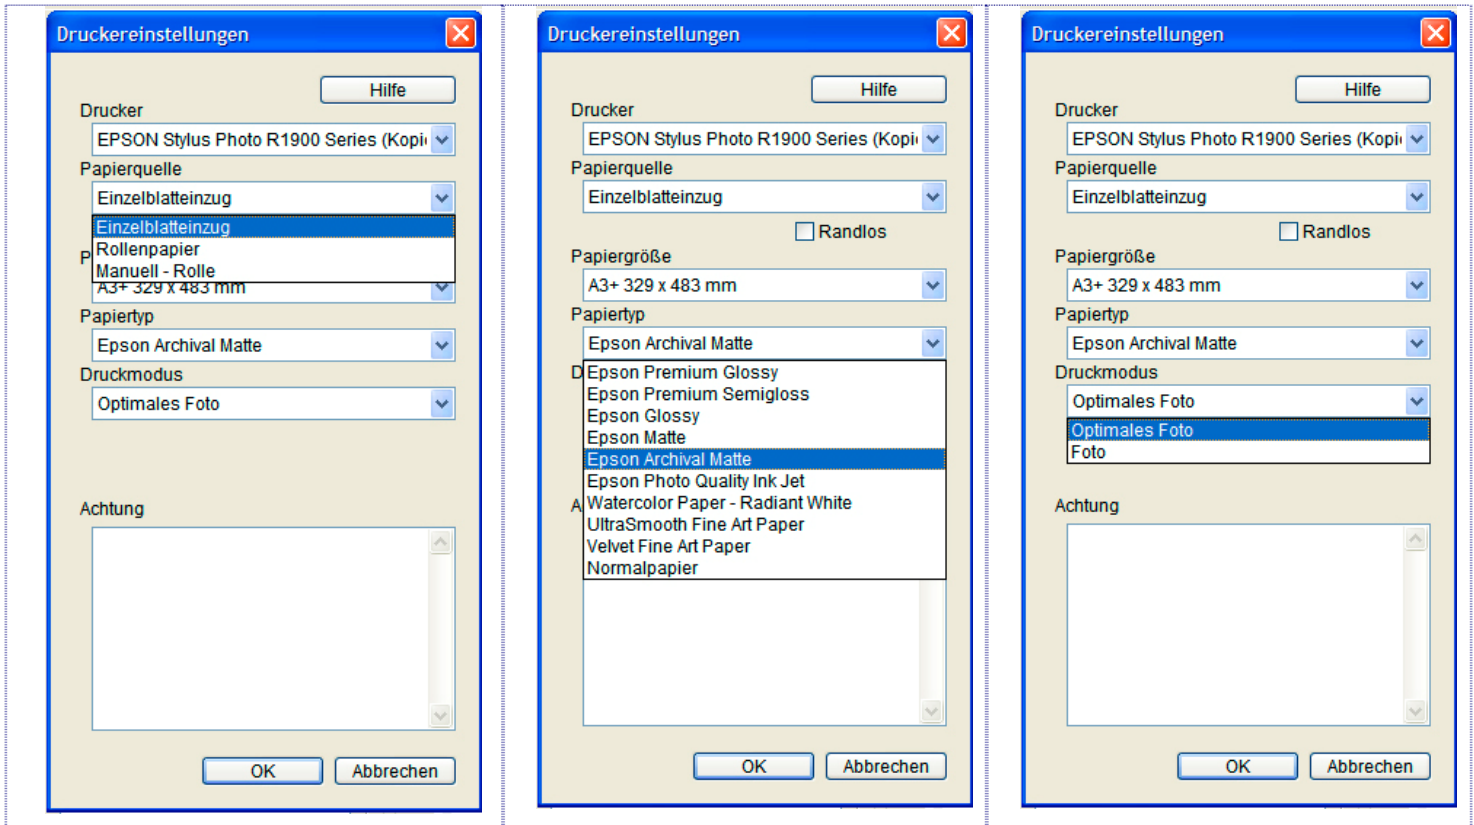 Druckereinstellungen
Hilfe
Drucker
EPSON Stylus Photo R1900 Series (Kopi
Papierquelle
Einzelblatteinzug
Einzelblatteinzug
Rollenpapier
Manuell - Rolle
P
A3+ 329 x 483 mm
Papiertyp
Epson Archival Matte
Druckmodus
Optimales Foto
Achtung
OK
Abbrechen
Druckereinstellungen
Hilfe
Drucker
EPSON Stylus Photo R1900 Series (Kopi
Papierquelle
Einzelblatteinzug
Randlos
Papiergröße
A3+ 329 x 483 mm
Papiertyp
Epson Archival Matte
D
Epson Premium Glossy
Epson Premium Semigloss
Epson Glossy
Epson Matte
Epson Archival Matte
Epson Photo Quality Ink Jet
A
Watercolor Paper - Radiant White
UltraSmooth Fine Art Paper
Velvet Fine Art Paper
Normalpapier
OK
Abbrechen
Druckereinstellungen
Hilfe
Drucker
EPSON Stylus Photo R1900 Series (Kopi
Papierquelle
Einzelblatteinzug
Randlos
Papiergröße
A3+ 329 x 483 mm
Papiertyp
Epson Archival Matte
Druckmodus
Optimales Foto
Optimales Foto
Foto
Achtung
OK
Abbrechen